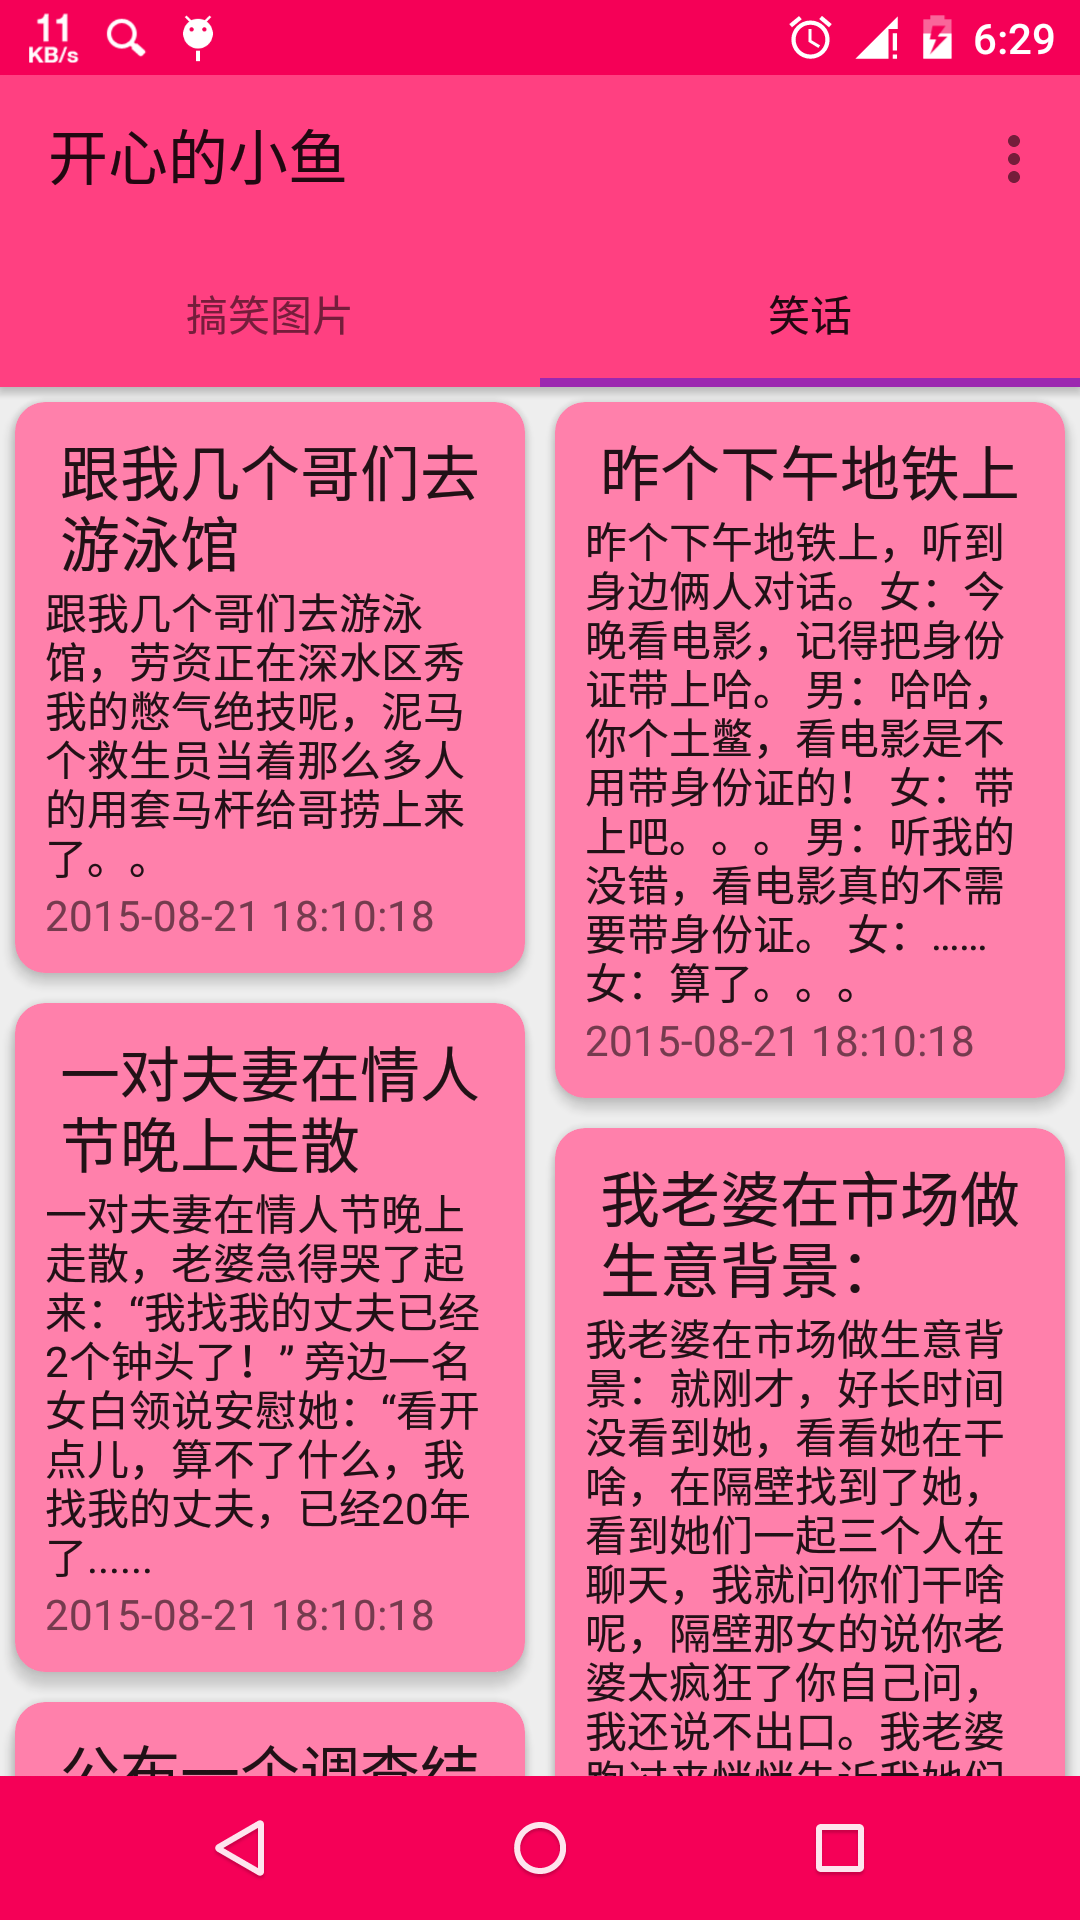 11
KB/s
6:29
开心的小鱼
搞笑图片
笑话
跟我几个哥们去
游泳馆
跟我几个哥们去游泳
馆，劳资正在深水区秀
我的憋气绝技呢，泥马
个救生员当着那么多人
的用套马杆给哥捞上来
了。。
2015-08-21 18:10:18
一对夫妻在情人
节晚上走散
一对夫妻在情人节晚上
走散，老婆急得哭了起
来：“我找我的丈夫已经
2个钟头了！” 旁边一名
女白领说安慰她：“看开
点儿，算不了什么，我
找我的丈夫，已经20年
了......
2015-08-21 18:10:18
公布一个调查结
昨个下午地铁上
昨个下午地铁上，听到
身边俩人对话。女：今
晚看电影，记得把身份
证带上哈。 男：哈哈，
你个土鳖，看电影是不
用带身份证的！ 女：带
上吧。。。 男：听我的
没错，看电影真的不需
要带身份证。 女：……
女：算了。。。
2015-08-21 18:10:18
我老婆在市场做
生意背景：
我老婆在市场做生意背
景：就刚才，好长时间
没看到她，看看她在干
啥，在隔壁找到了她，
看到她们一起三个人在
聊天，我就问你们干啥
呢，隔壁那女的说你老
婆太疯狂了你自己问，
我还说不出口。我老婆
跑过来悄悄告诉我她们